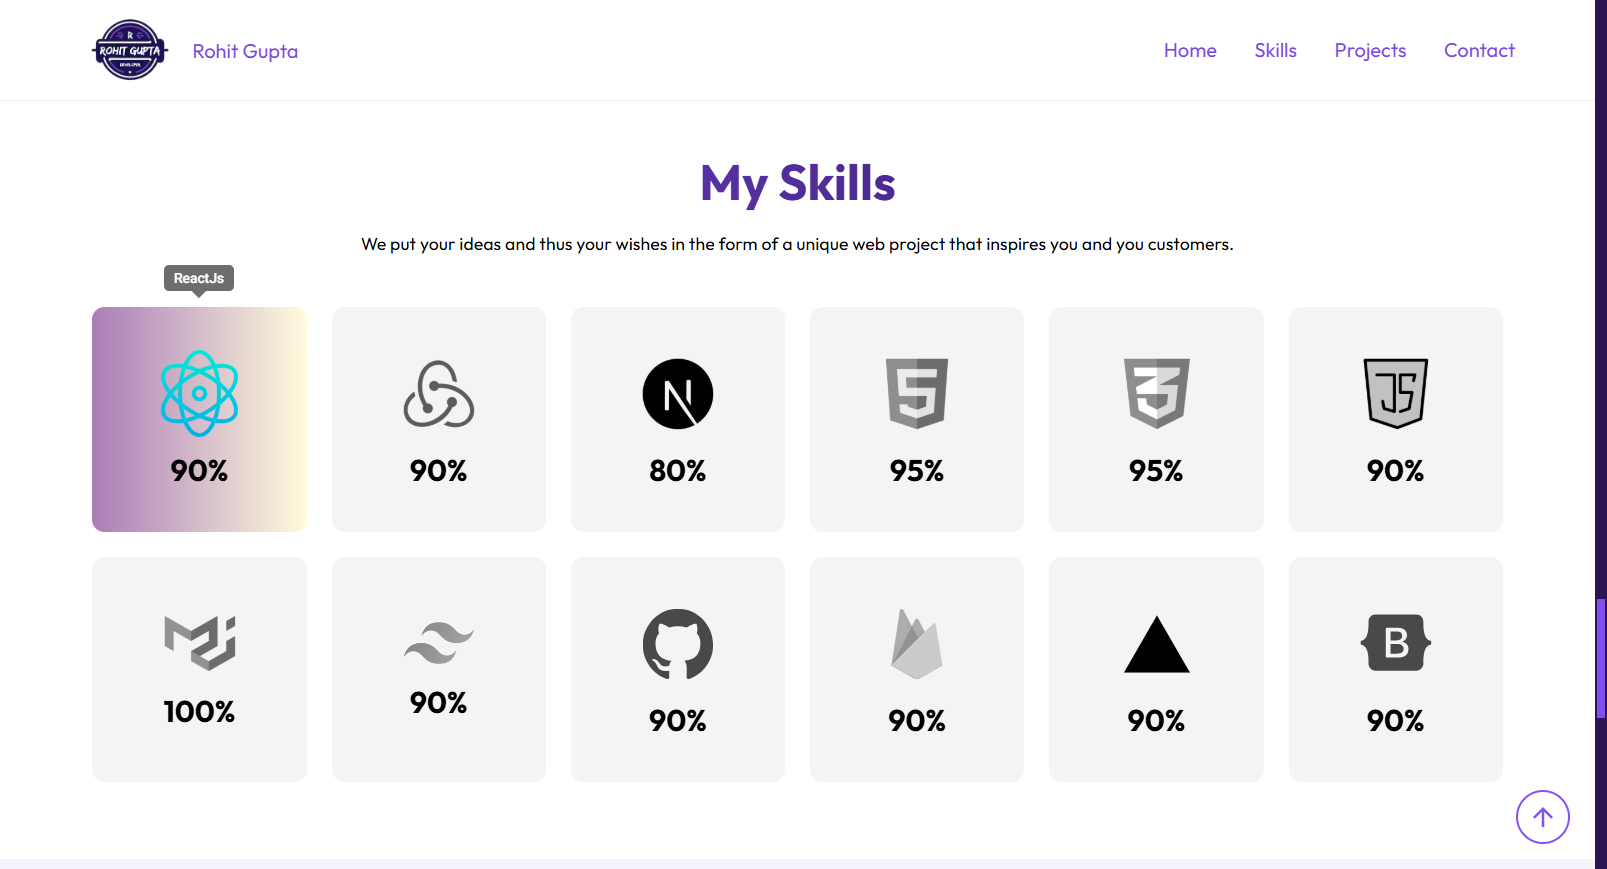 R
ROHIT GUPTA
DEVELOPER
Rohit Gupta
Home Skills Projects Contact
My Skills
We put your ideas and thus your wishes in the form of a unique web project that inspires you and you customers.
ReactJs
N 5 3 JS
90% 90% 80% 95% 95% 90%
B
100% 90% 90% 90% 90% 90%